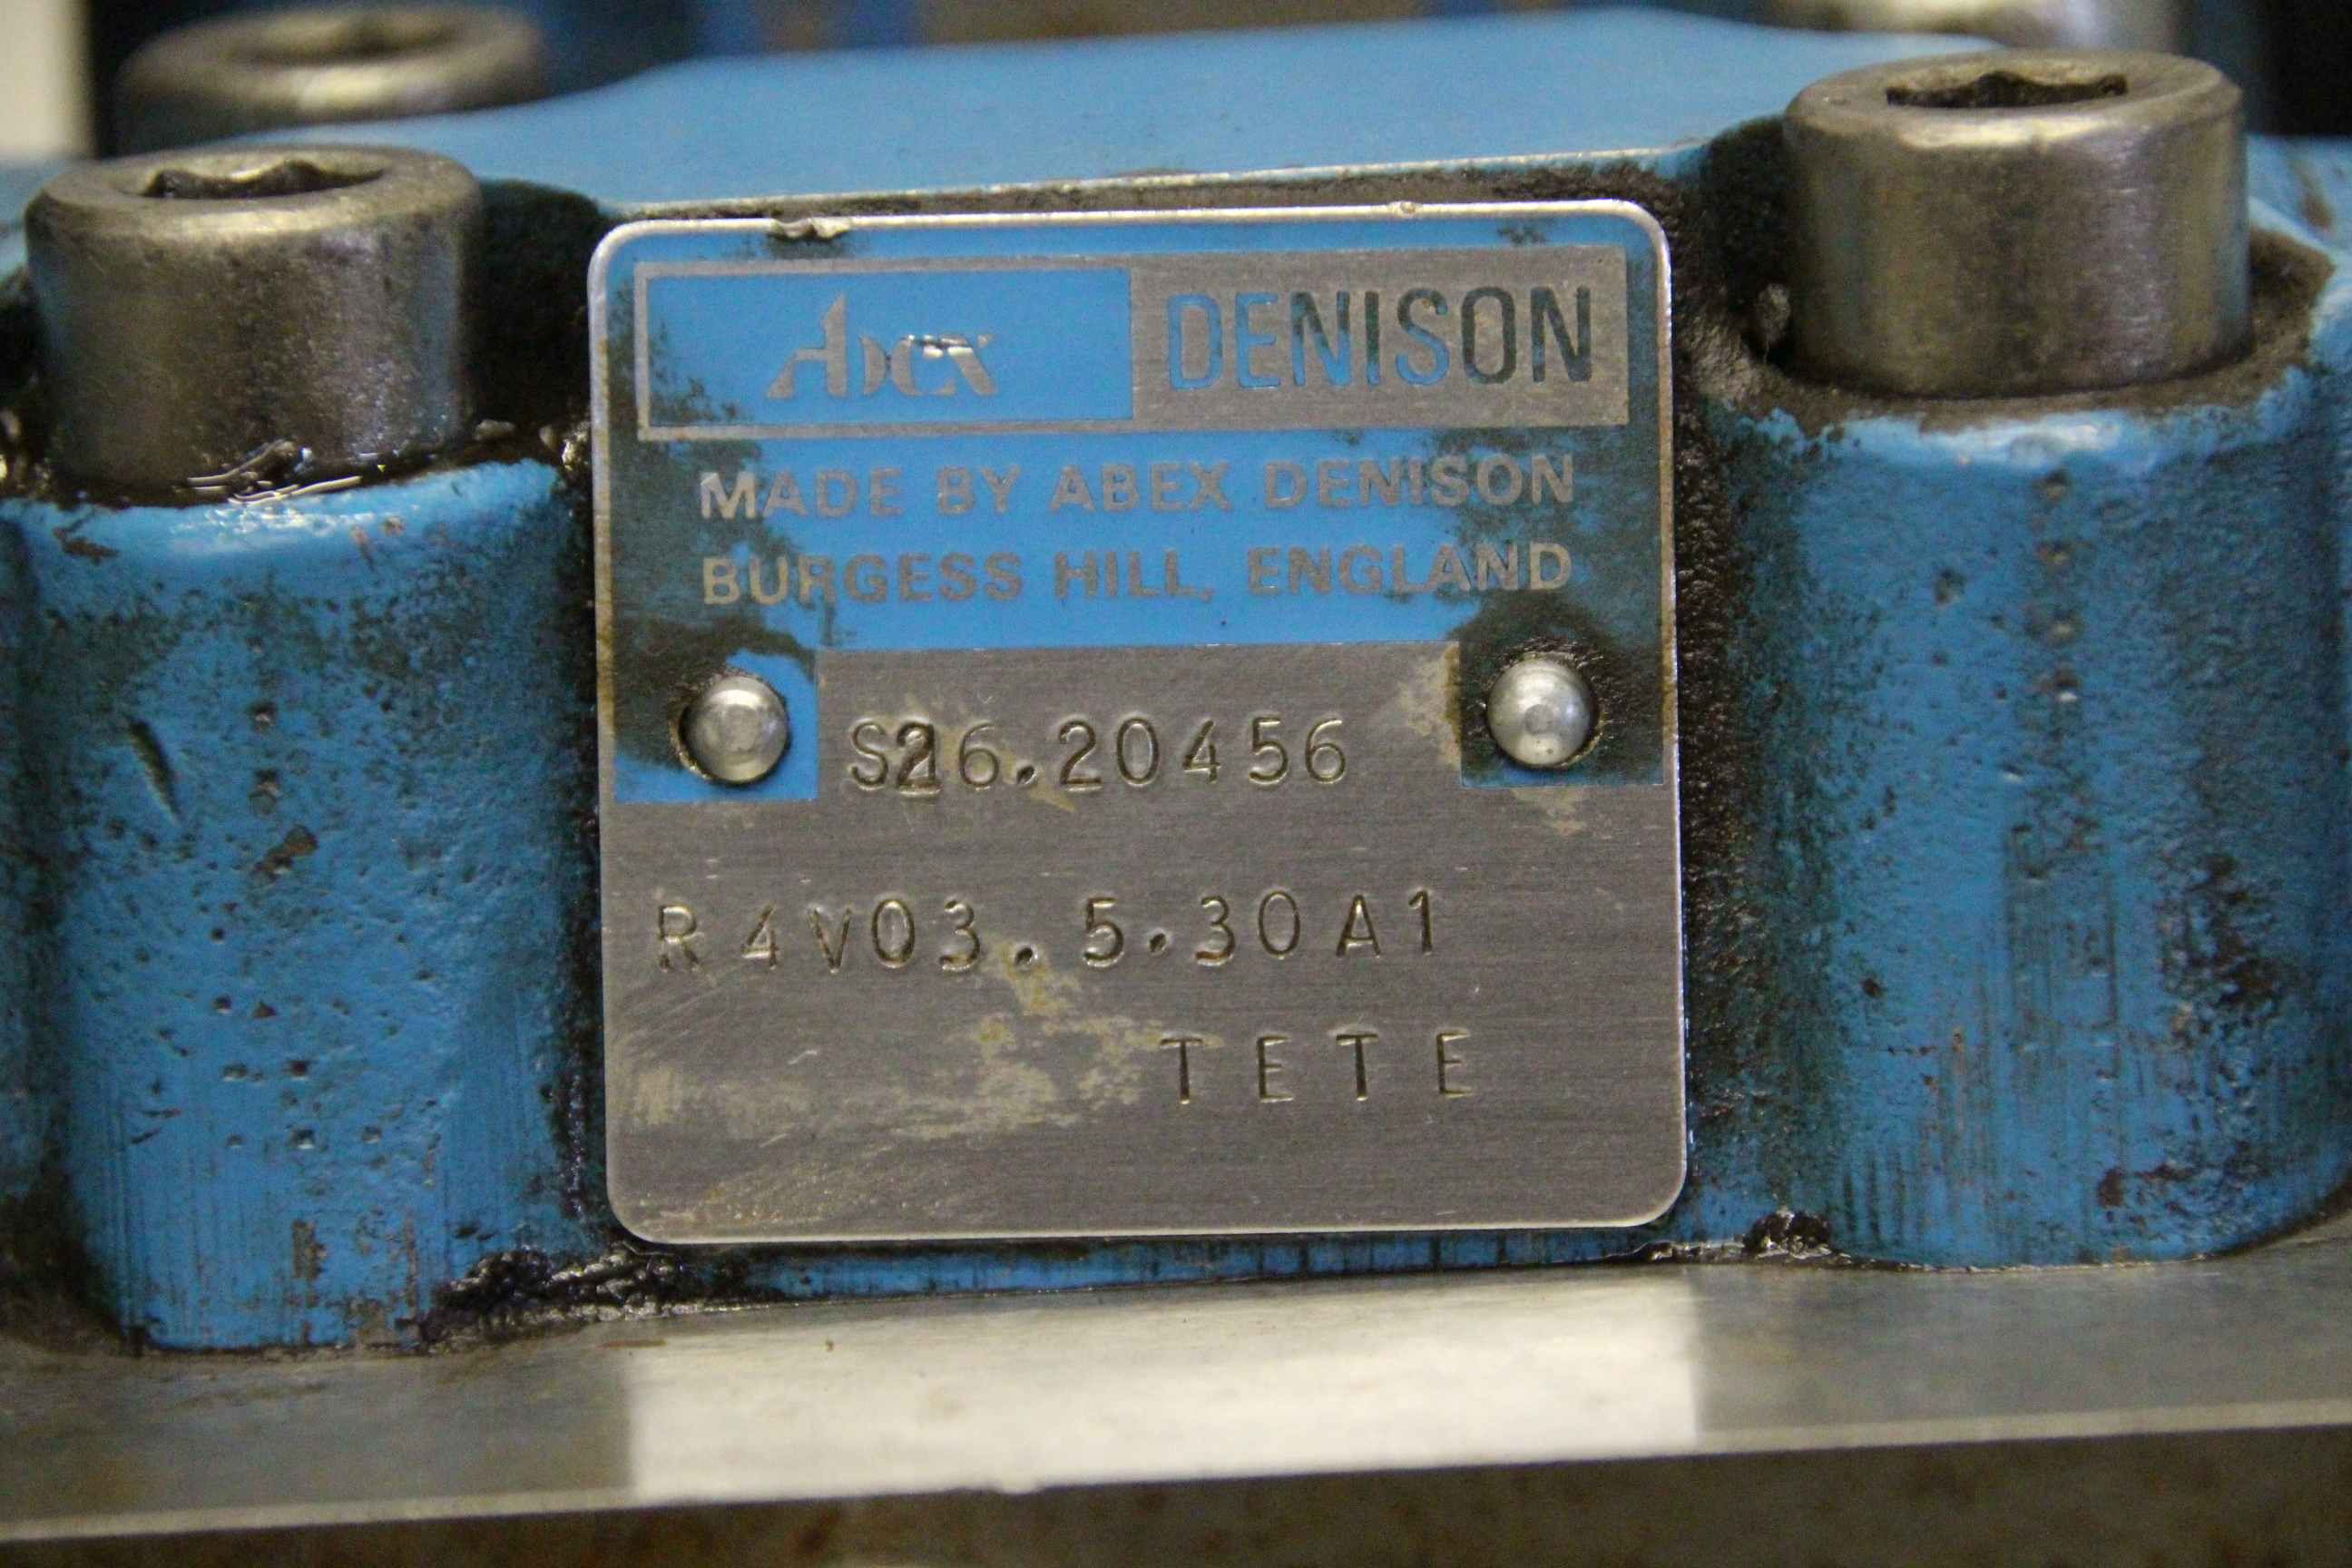 Abex DENISON
MADE BY ABEX DENISON
BURGESS HILL, ENGLAND
S26.20456
R4V03.5.30A1
TETE